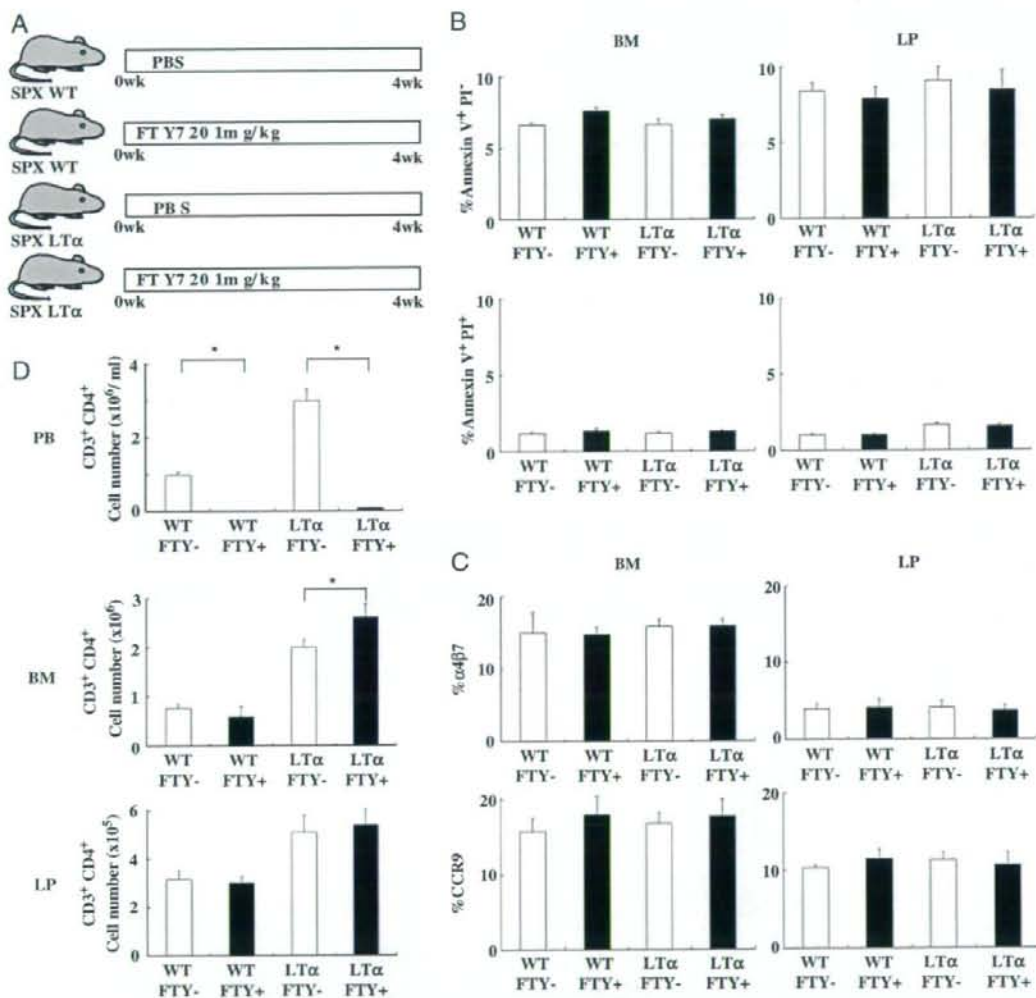 A
PBS
0wk 4wk
SPX WT
FT Y7 20 1m g/kg
0wk 4wk
SPX WT
PB S
0wk 4wk
SPX LTα
FT Y7 20 1m g/kg
0wk 4wk
SPX LTα
B
BM LP
%Annexin V⁺ PI⁻
10
5
0
10
5
0
WT WT LTα LTα
FTY- FTY+ FTY- FTY+
WT WT LTα LTα
FTY- FTY+ FTY- FTY+
%Annexin V⁺ PI⁺
10
5
0
10
5
0
WT WT LTα LTα
FTY- FTY+ FTY- FTY+
WT WT LTα LTα
FTY- FTY+ FTY- FTY+
C
BM LP
%α4β7
20
10
0
20
10
0
WT WT LTα LTα
FTY- FTY+ FTY- FTY+
WT WT LTα LTα
FTY- FTY+ FTY- FTY+
%CCR9
20
10
0
20
10
0
WT WT LTα LTα
FTY- FTY+ FTY- FTY+
WT WT LTα LTα
FTY- FTY+ FTY- FTY+
D
PB
CD3⁺ CD4⁺
Cell number (x10⁶/ ml)
4
2
0
* *
WT WT LTα LTα
FTY- FTY+ FTY- FTY+
BM
CD3⁺ CD4⁺
Cell number (x10⁶)
3
2
1
0
*
WT WT LTα LTα
FTY- FTY+ FTY- FTY+
LP
CD3⁺ CD4⁺
Cell number (x10⁵)
6
4
2
0
WT WT LTα LTα
FTY- FTY+ FTY- FTY+